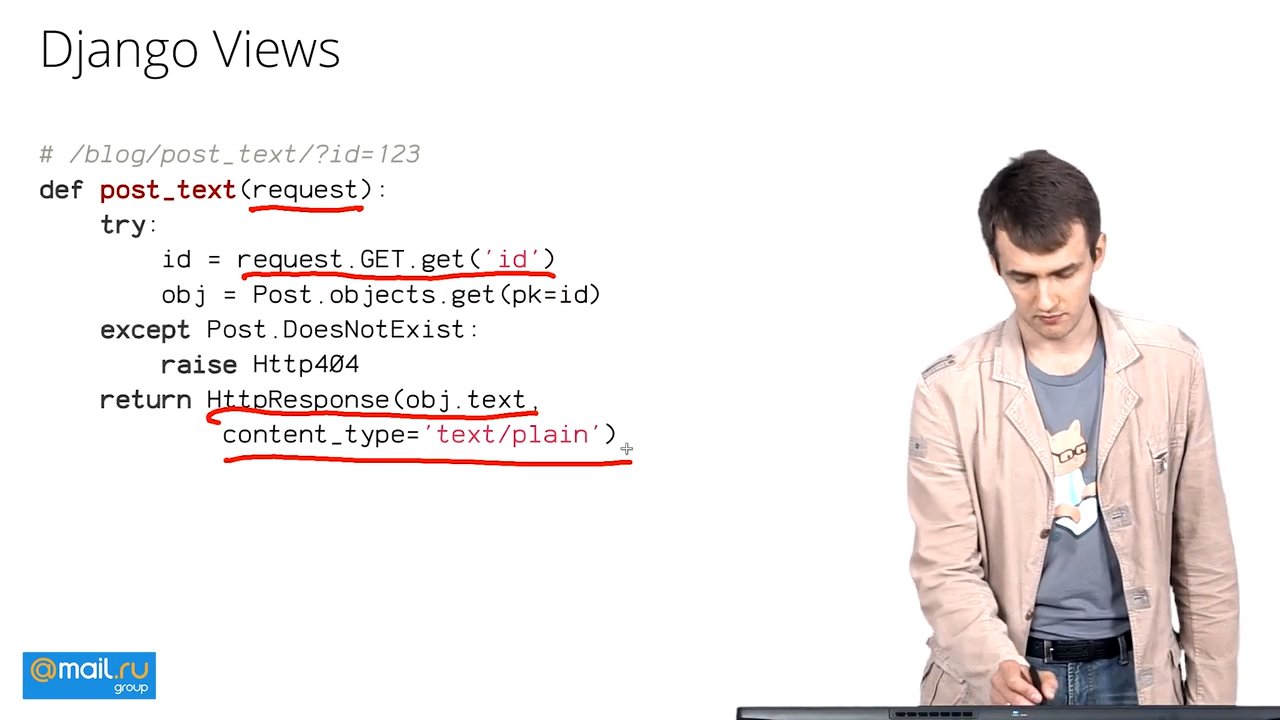 Django Views
# /blog/post_text/?id=123
def post_text(request):
try:
id = request.GET.get('id')
obj = Post.objects.get(pk=id)
except Post.DoesNotExist:
raise Http404
return HttpResponse(obj.text,
content_type='text/plain')
@mail.ru
group